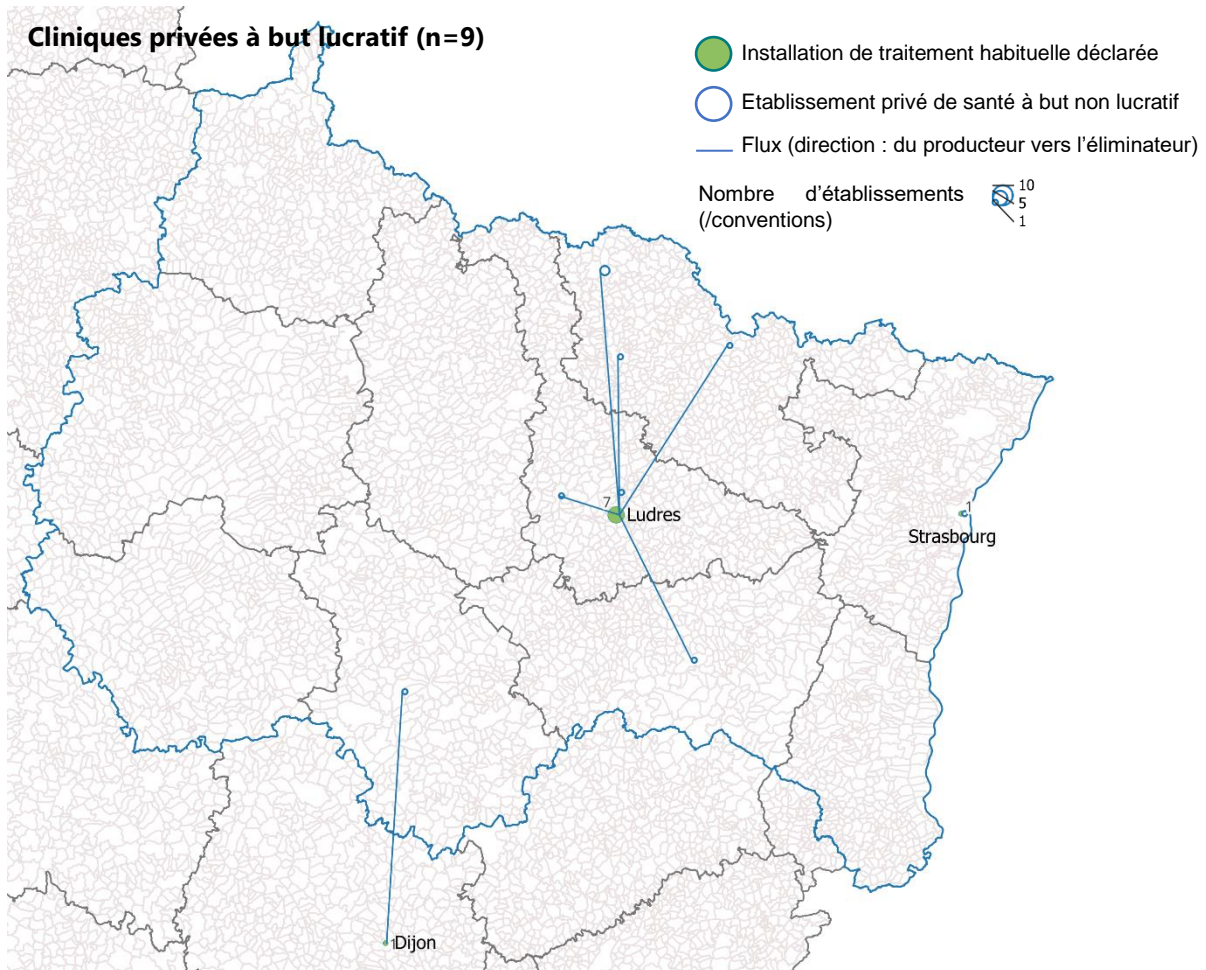 Cliniques privées à but lucratif (n=9)
Installation de traitement habituelle déclarée
Etablissement privé de santé à but non lucratif
Flux (direction : du producteur vers l’éliminateur)
Nombre d’établissements
(/conventions)
10
5
1
7
Ludres
1
Strasbourg
1
Dijon